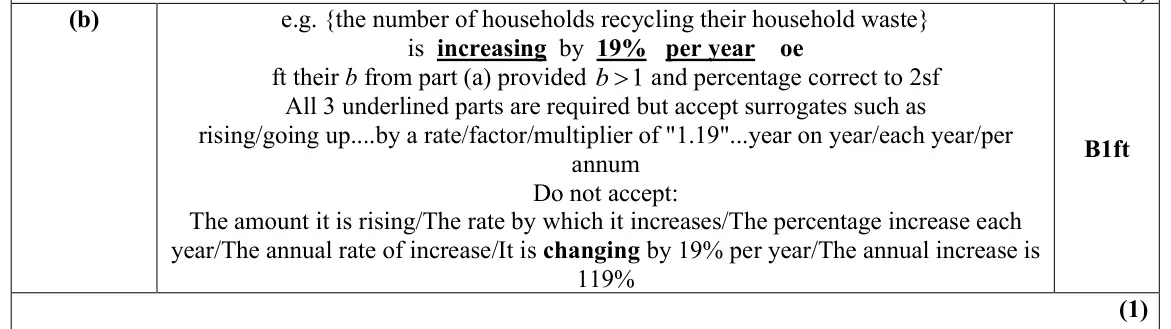 (b)
e.g. {the number of households recycling their household waste}
is increasing by 19% per year oe
ft their b from part (a) provided b > 1 and percentage correct to 2sf
All 3 underlined parts are required but accept surrogates such as
rising/going up....by a rate/factor/multiplier of "1.19"...year on year/each year/per
annum
Do not accept:
The amount it is rising/The rate by which it increases/The percentage increase each
year/The annual rate of increase/It is changing by 19% per year/The annual increase is
119%
B1ft
(1)